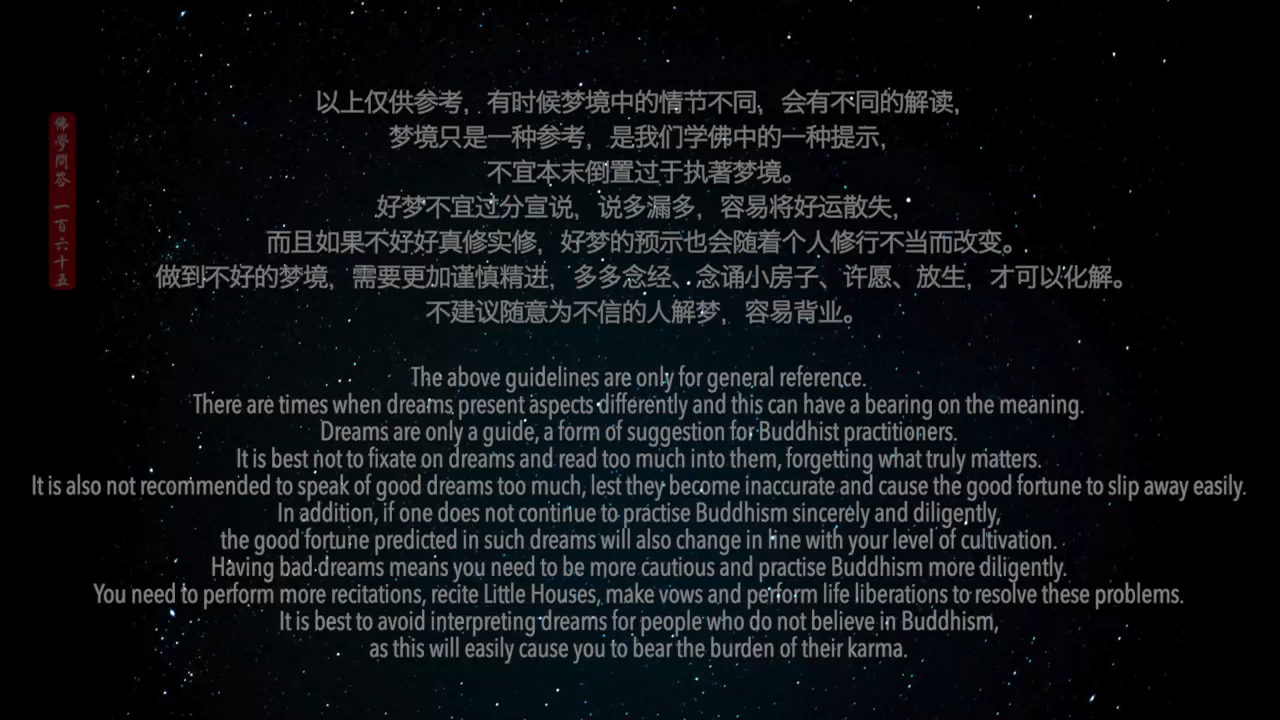 佛學問答 一百六十五
以上仅供参考，有时候梦境中的情节不同，会有不同的解读，
梦境只是一种参考，是我们学佛中的一种提示，
不宜本末倒置过于执著梦境。
好梦不宜过分宣说，说多漏多，容易将好运散失，
而且如果不好好真修实修，好梦的预示也会随着个人修行不当而改变。
做到不好的梦境，需要更加谨慎精进，多多念经、念诵小房子、许愿、放生，才可以化解。
不建议随意为不信的人解梦，容易背业。
The above guidelines are only for general reference.
There are times when dreams present aspects differently and this can have a bearing on the meaning.
Dreams are only a guide, a form of suggestion for Buddhist practitioners.
It is best not to fixate on dreams and read too much into them, forgetting what truly matters.
It is also not recommended to speak of good dreams too much, lest they become inaccurate and cause the good fortune to slip away easily.
In addition, if one does not continue to practise Buddhism sincerely and diligently,
the good fortune predicted in such dreams will also change in line with your level of cultivation.
Having bad dreams means you need to be more cautious and practise Buddhism more diligently.
You need to perform more recitations, recite Little Houses, make vows and perform life liberations to resolve these problems.
It is best to avoid interpreting dreams for people who do not believe in Buddhism,
as this will easily cause you to bear the burden of their karma.